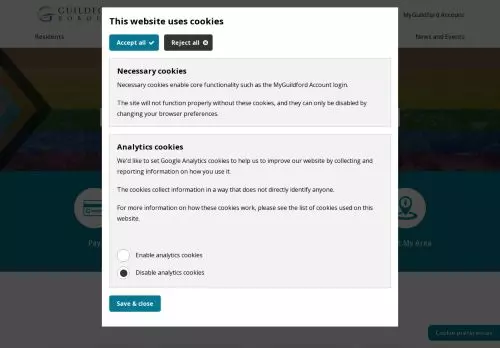 GUILDFORD
MyGuildford Account
Residents
News and Events
This website uses cookies
Accept all
Reject all
Necessary cookies
Necessary cookies enable core functionality such as the MyGuildford Account login.
The site will not function properly without these cookies, and they can only be disabled by
changing your browser preferences.
Analytics cookies
We'd like to set Google Analytics cookies to help us to improve our website by collecting and
reporting information on how you use it.
The cookies collect information in a way that does not directly identify anyone.
For more information on how these cookies work, please see the list of cookies used on this
website.
Enable analytics cookies
Disable analytics cookies
Save & close
Pay
My Area
Cookie preferences